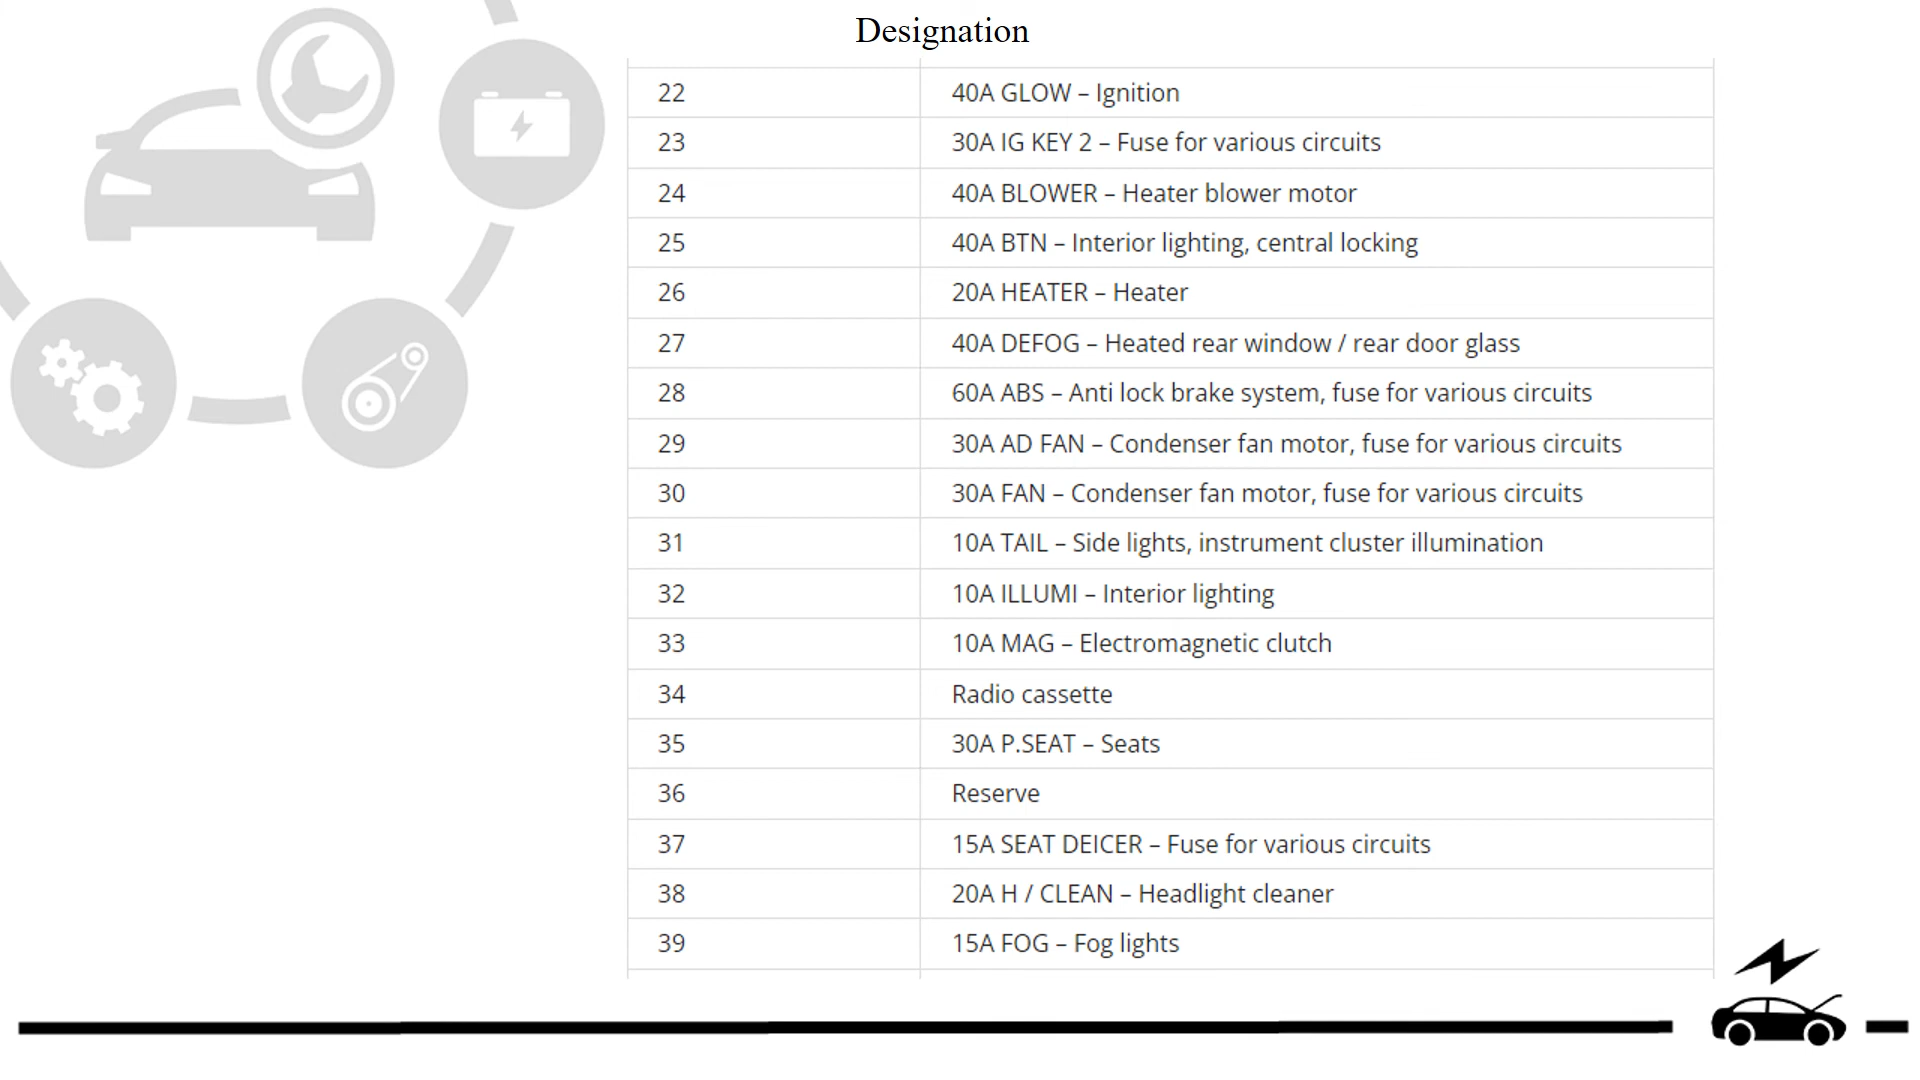 Designation
22 40A GLOW – Ignition
23 30A IG KEY 2 – Fuse for various circuits
24 40A BLOWER – Heater blower motor
25 40A BTN – Interior lighting, central locking
26 20A HEATER – Heater
27 40A DEFOG – Heated rear window / rear door glass
28 60A ABS – Anti lock brake system, fuse for various circuits
29 30A AD FAN – Condenser fan motor, fuse for various circuits
30 30A FAN – Condenser fan motor, fuse for various circuits
31 10A TAIL – Side lights, instrument cluster illumination
32 10A ILLUMI – Interior lighting
33 10A MAG – Electromagnetic clutch
34 Radio cassette
35 30A P.SEAT – Seats
36 Reserve
37 15A SEAT DEICER – Fuse for various circuits
38 20A H / CLEAN – Headlight cleaner
39 15A FOG – Fog lights